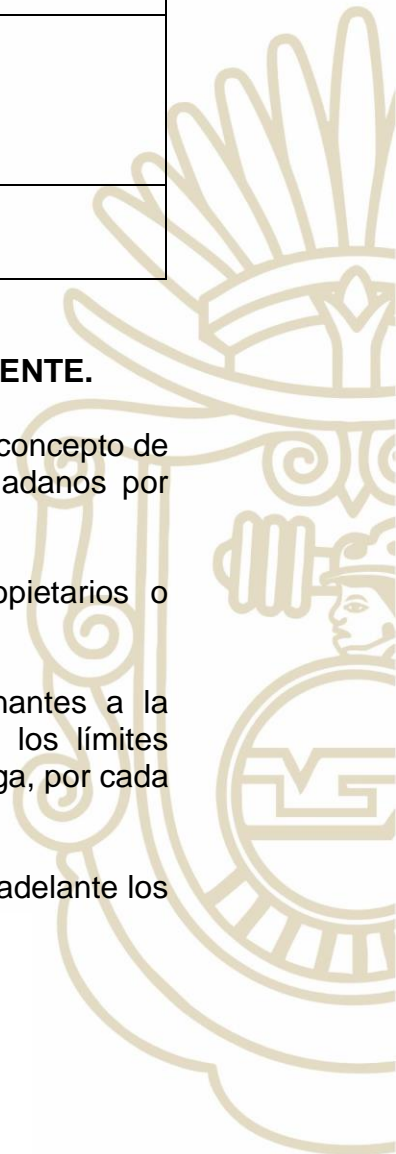 ENTE.
concepto de
adanos por
opietarios o
nantes a la
los límites
ga, por cada
adelante los